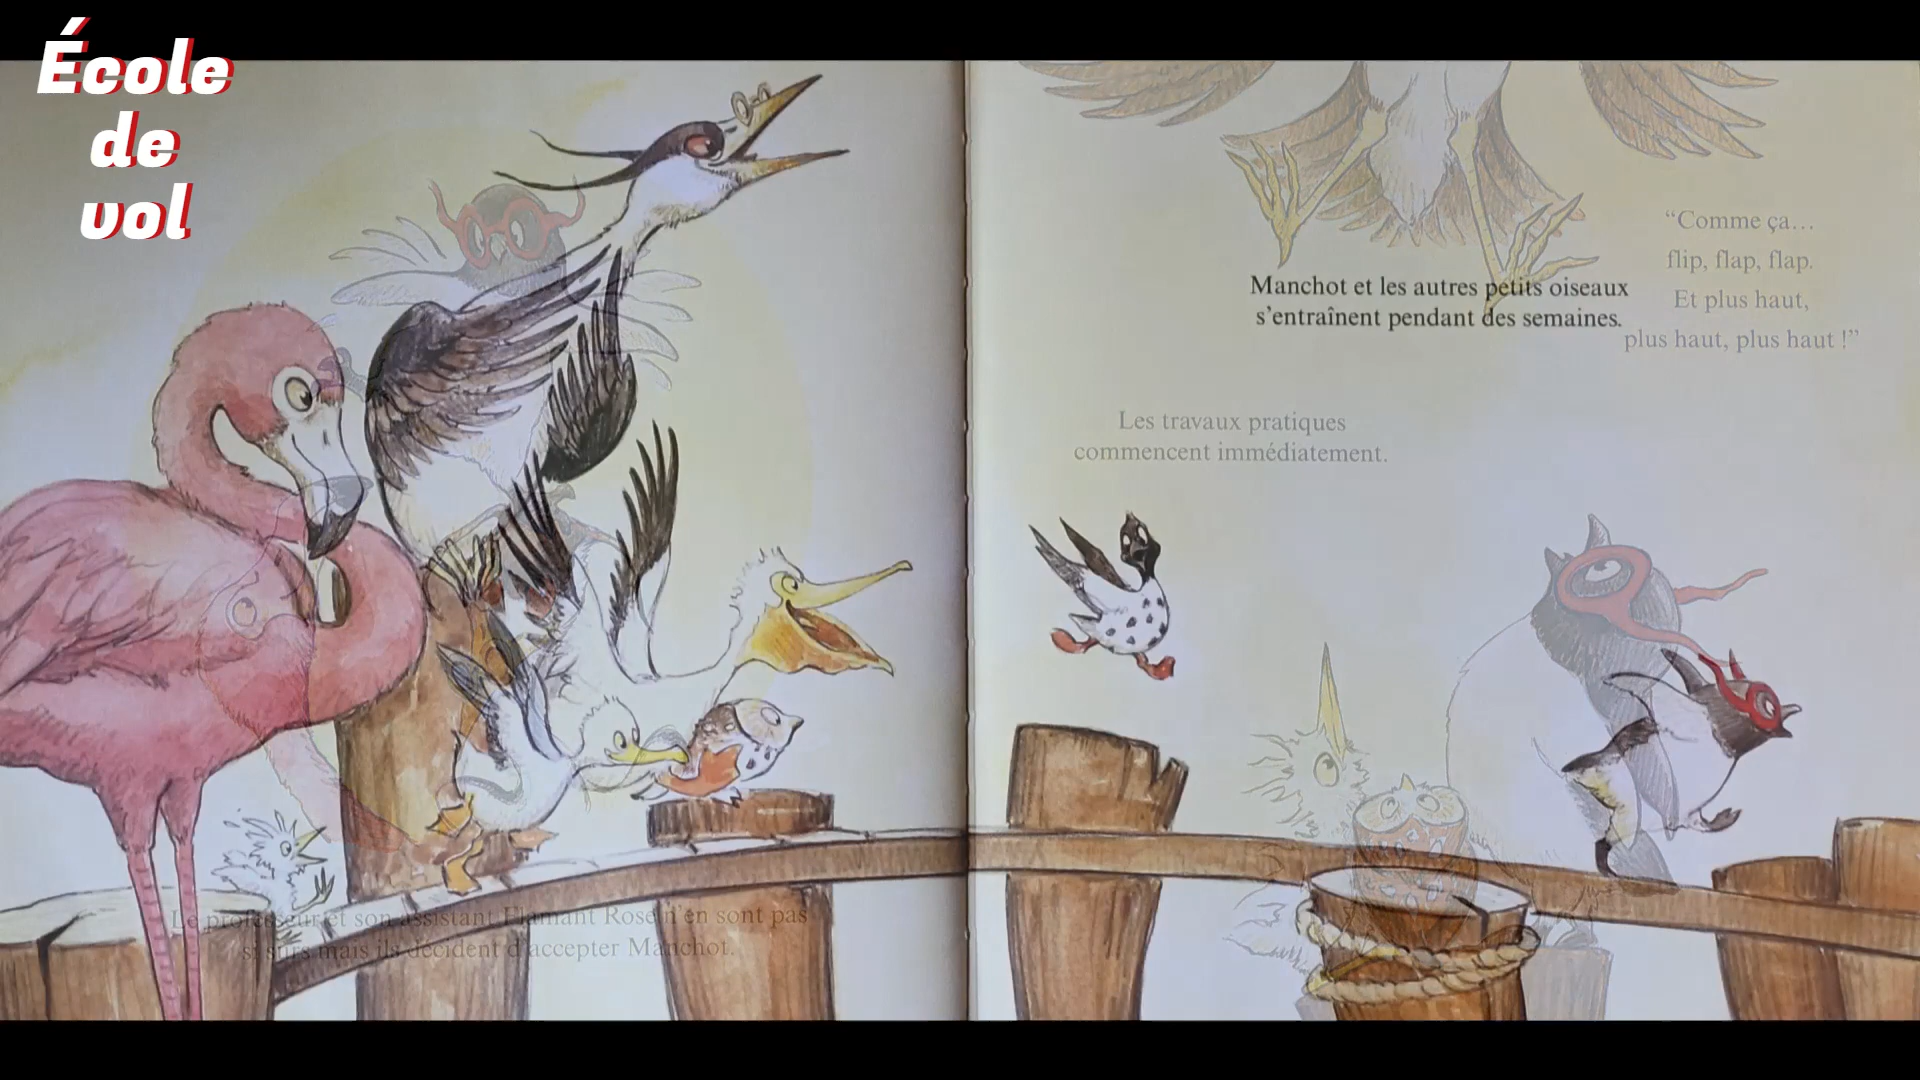 École
de
vol
“Comme ça…
flip, flap, flap.
Et plus haut,
plus haut, plus haut !”
Manchot et les autres petits oiseaux
s’entraînent pendant des semaines.
Les travaux pratiques
commencent immédiatement.
Le professeur et son assistant Flamant Rose n’en sont pas
si sûrs mais ils décident d’accepter Manchot.